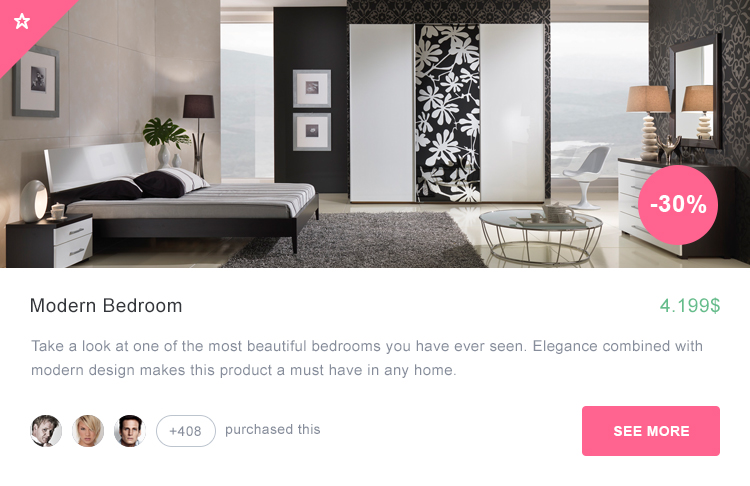 -30%
Modern Bedroom
4.199$
Take a look at one of the most beautiful bedrooms you have ever seen. Elegance combined with
modern design makes this product a must have in any home.
+408
purchased this
SEE MORE